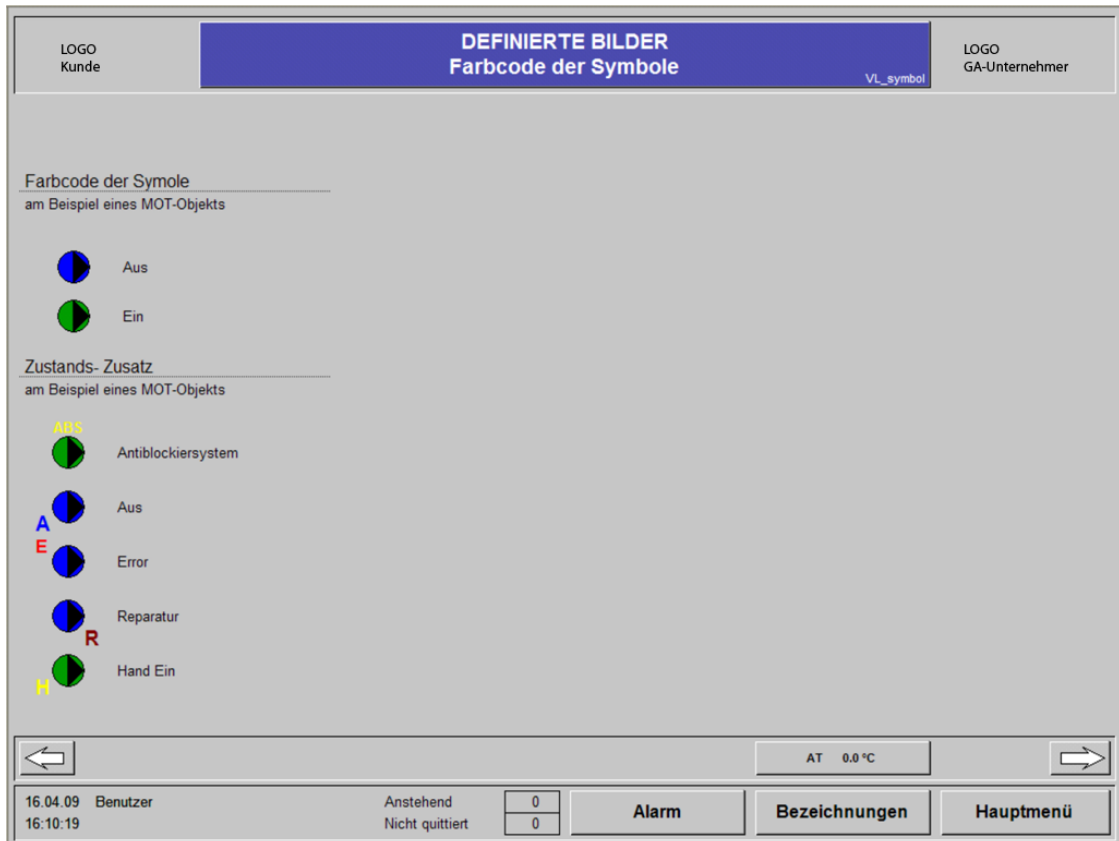 LOGO
Kunde
DEFINIERTE BILDER
Farbcode der Symbole
VL_symbol
LOGO
GA-Unternehmer
Farbcode der Symole
am Beispiel eines MOT-Objekts
Aus
Ein
Zustands- Zusatz
am Beispiel eines MOT-Objekts
ABS
Antiblockiersystem
Aus
A
E
Error
Reparatur
R
Hand Ein
H
AT 0.0 °C
16.04.09 Benutzer
16:10:19
Anstehend 0
Nicht quittiert 0
Alarm
Bezeichnungen
Hauptmenü